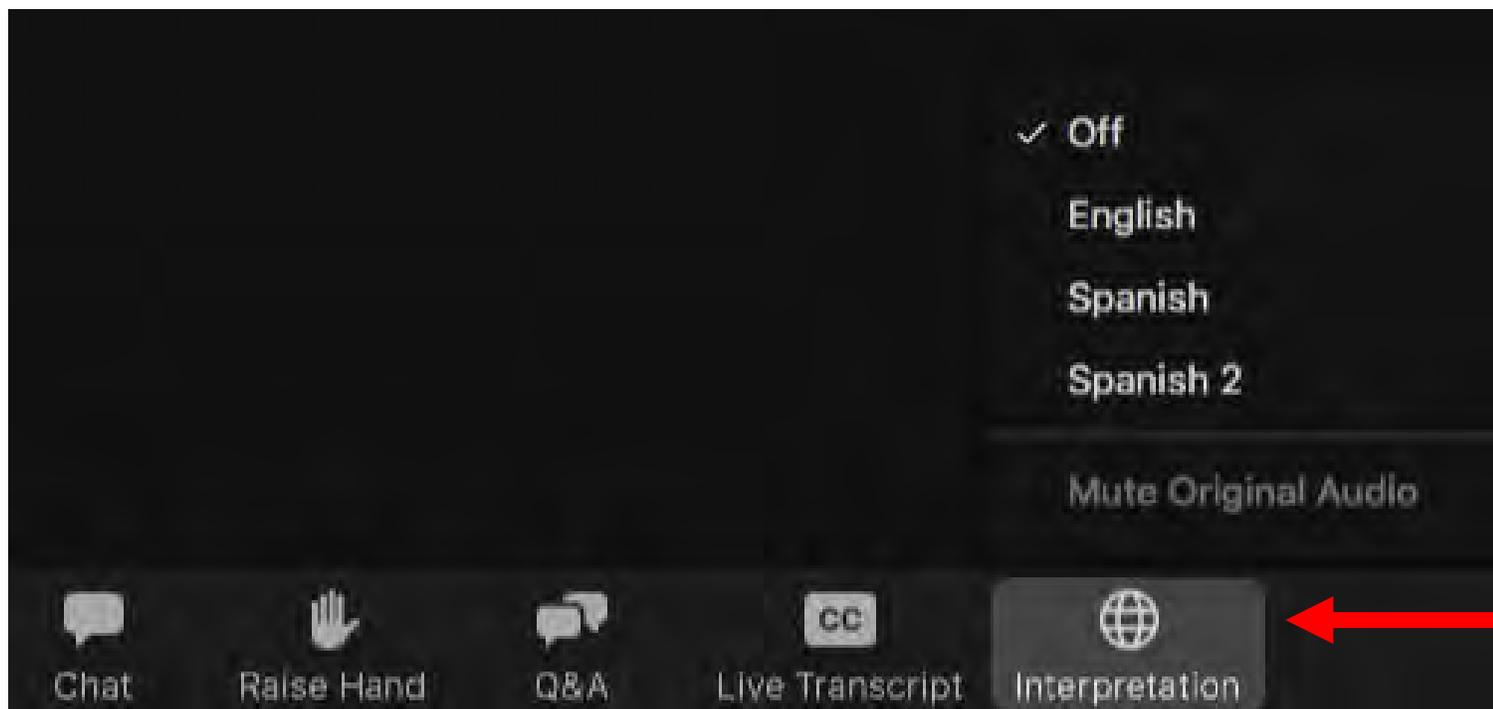 Off
English
Spanish
Spanish 2
Mute Original Audio
Chat
Raise Hand
Q&A
CC
Live Transcript
Interpretation